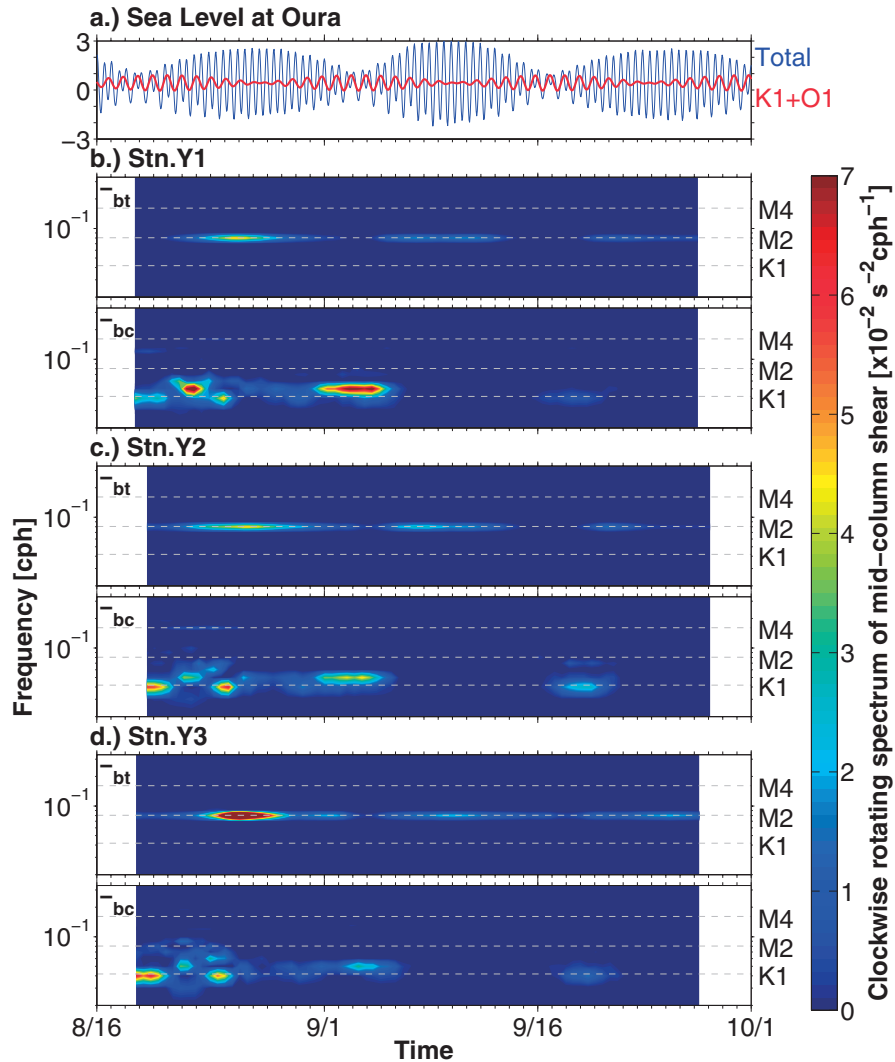 a.) Sea Level at Oura
3
0
−3
Total
K1+O1
b.) Stn.Y1
bt
10−1
M4
M2
K1
bc
10−1
M4
M2
K1
c.) Stn.Y2
bt
10−1
M4
M2
K1
bc
10−1
M4
M2
K1
d.) Stn.Y3
bt
10−1
M4
M2
K1
bc
10−1
M4
M2
K1
Frequency [cph]
8/16
9/1
9/16
10/1
Time
7
6
5
4
3
2
1
0
Clockwise rotating spectrum of mid−column shear [x10−2 s−2cph−1]